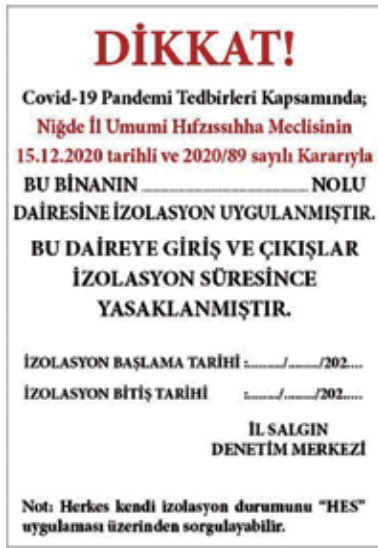 DİKKAT!
Covid-19 Pandemi Tedbirleri Kapsamında;
Niğde İl Umumi Hıfzıssıhha Meclisinin
15.12.2020 tarihli ve 2020/89 sayılı Kararıyla
BU BİNANIN .............................. NOLU
DAİRESİNE İZOLASYON UYGULANMIŞTIR.
BU DAİREYE GİRİŞ VE ÇIKIŞLAR
İZOLASYON SÜRESİNCE
YASAKLANMIŞTIR.
İZOLASYON BAŞLAMA TARİHİ :......../......../202....
İZOLASYON BİTİŞ TARİHİ :......../......../202.....
İL SALGIN
DENETİM MERKEZİ
Not: Herkes kendi izolasyon durumunu “HES”
uygulaması üzerinden sorgulayabilir.